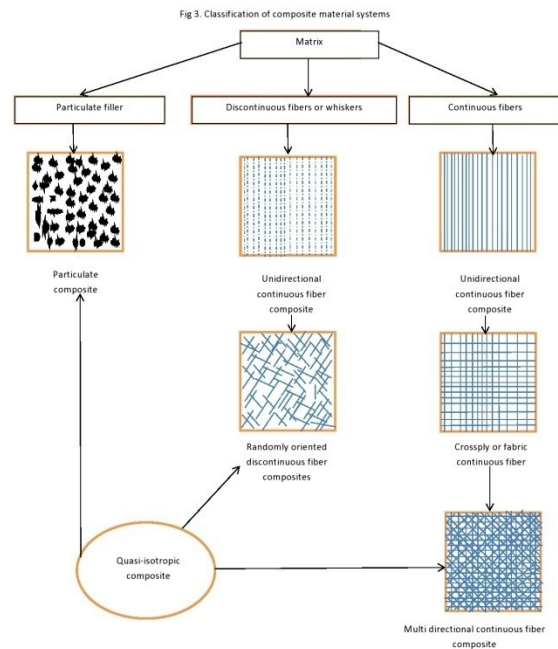 Fig 3. Classification of composite material systems
Matrix
Particulate filler
Discontinuous fibers or whiskers
Continuous fibers
Particulate
composite
Unidirectional
continuous fiber
composite
Unidirectional
continuous fiber
composite
Randomly oriented
discontinuous fiber
composites
Crossply or fabric
continuous fiber
Quasi-isotropic
composite
Multi directional continuous fiber
composite